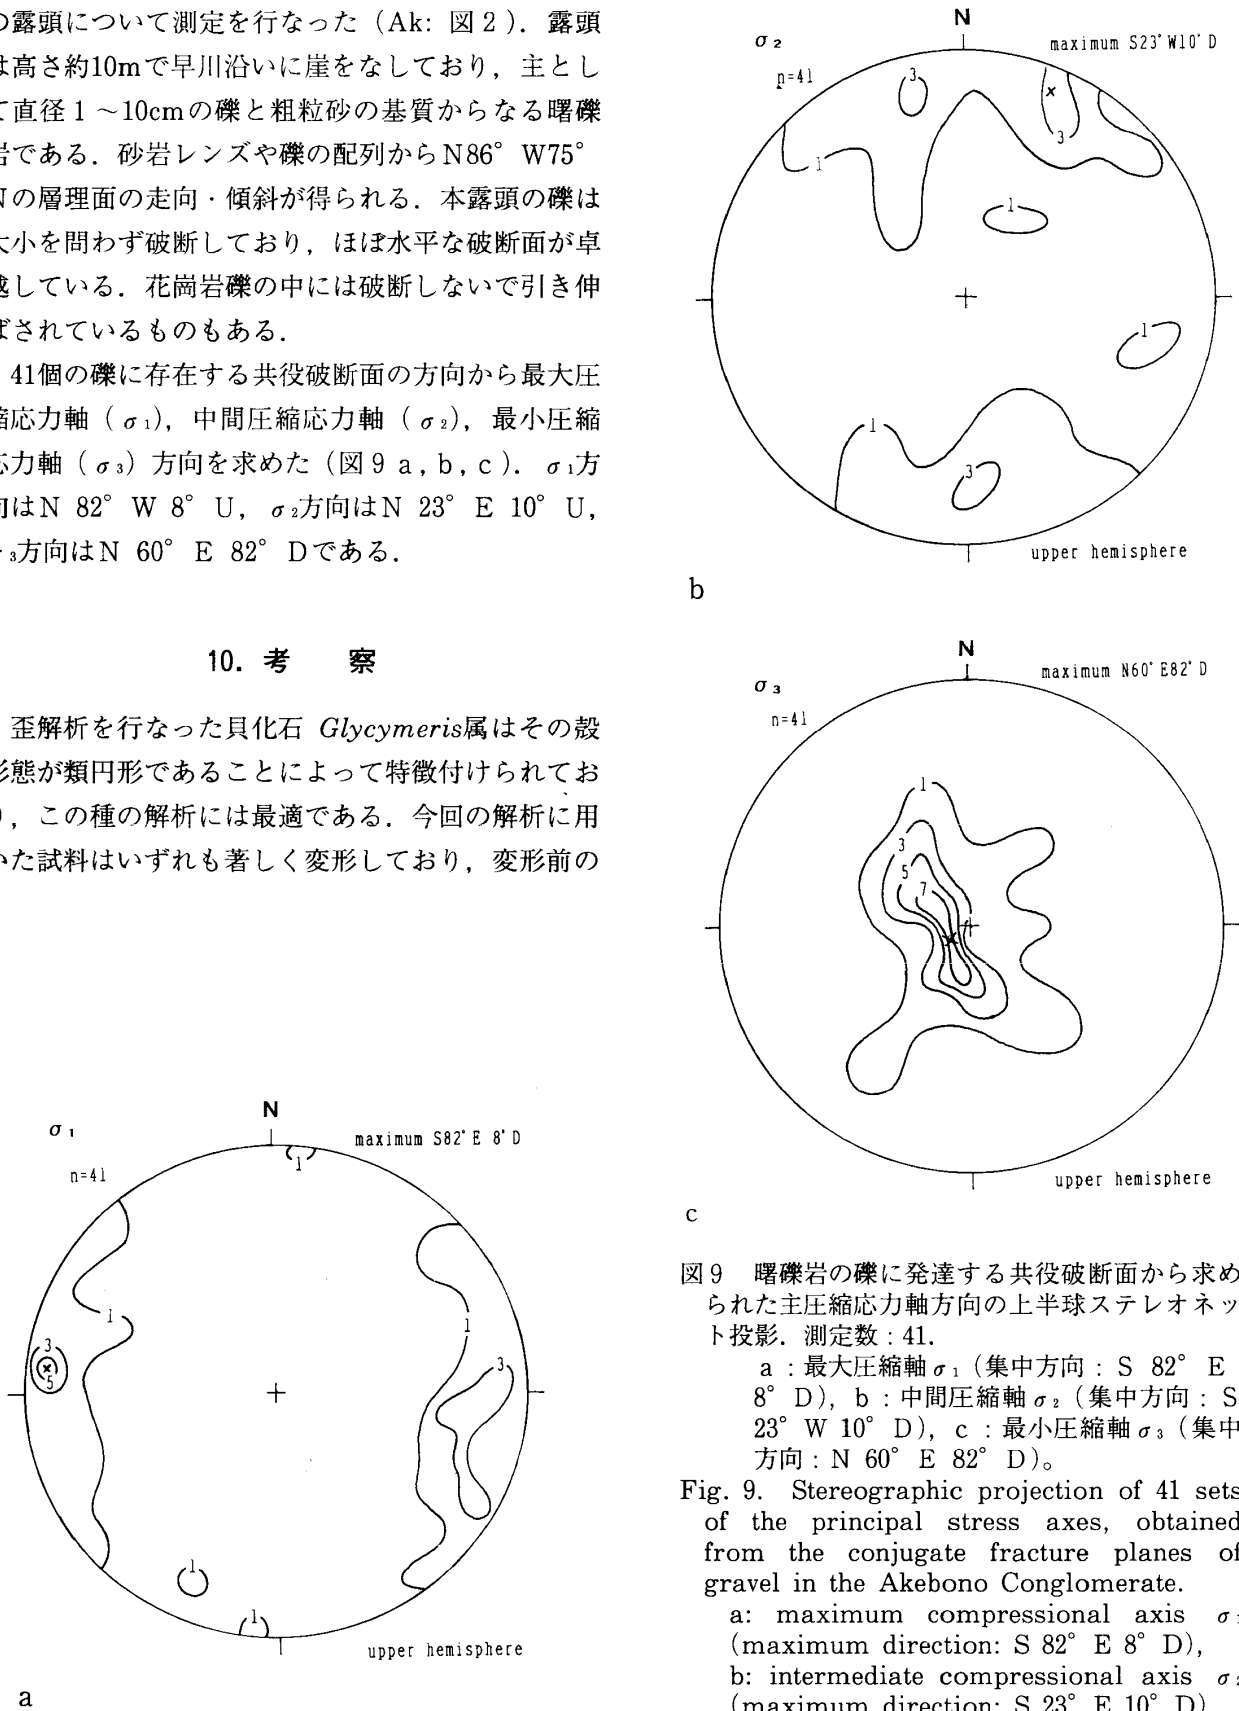 の露頭について測定を行なった（Ak: 図2）．露頭
は高さ約10mで早川沿いに崖をなしており，主とし
て直径1～10cmの礫と粗粒砂の基質からなる曙礫
岩である．砂岩レンズや礫の配列からN86° W75°
Nの層理面の走向・傾斜が得られる．本露頭の礫は
大小を問わず破断しており，ほぼ水平な破断面が卓
越している．花崗岩礫の中には破断しないで引き伸
ばされているものもある．
41個の礫に存在する共役破断面の方向から最大圧
縮応力軸（σ1），中間圧縮応力軸（σ2），最小圧縮
応力軸（σ3）方向を求めた（図9 a, b, c）．σ1方
向はN 82° W 8° U，σ2方向はN 23° E 10° U，
σ3方向はN 60° E 82° Dである．
10. 考 察
歪解析を行なった貝化石 Glycymeris属はその殻
形態が類円形であることによって特徴付けられてお
り，この種の解析には最適である．今回の解析に用
いた試料はいずれも著しく変形しており，変形前の
N
σ1
maximum S82° E 8° D
n=41
1
1
1
3
3
5
1
1
upper hemisphere
a
N
σ2
maximum S23° W10° D
n=41
3
3
1
1
1
1
3
upper hemisphere
b
N
σ3
maximum N60° E82° D
n=41
1
3
5
7
upper hemisphere
c
図9 曙礫岩の礫に発達する共役破断面から求め
られた主圧縮応力軸方向の上半球ステレオネッ
ト投影．測定数：41．
a：最大圧縮軸σ1（集中方向：S 82° E
8° D），b：中間圧縮軸σ2（集中方向：S
23° W 10° D），c：最小圧縮軸σ3（集中
方向：N 60° E 82° D）。
Fig. 9. Stereographic projection of 41 sets
of the principal stress axes, obtained
from the conjugate fracture planes of
gravel in the Akebono Conglomerate.
a: maximum compressional axis σ1
(maximum direction: S 82° E 8° D),
b: intermediate compressional axis σ2
(maximum direction: S 23° E 10° D)